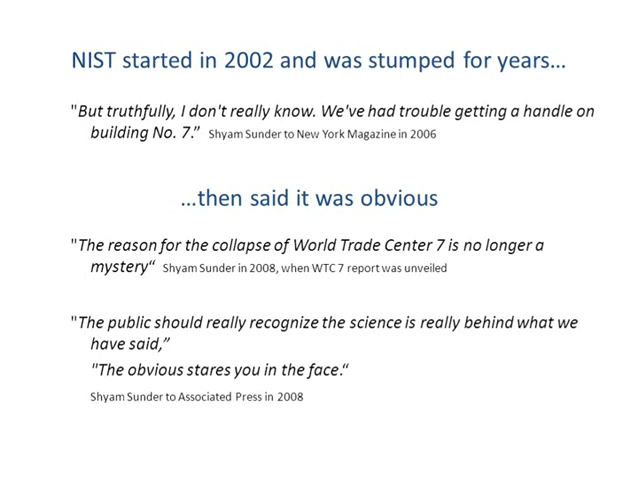 NIST started in 2002 and was stumped for years…
"But truthfully, I don't really know. We've had trouble getting a handle on
building No. 7.” Shyam Sunder to New York Magazine in 2006
…then said it was obvious
"The reason for the collapse of World Trade Center 7 is no longer a
mystery“ Shyam Sunder in 2008, when WTC 7 report was unveiled
"The public should really recognize the science is really behind what we
have said,”
"The obvious stares you in the face.“
Shyam Sunder to Associated Press in 2008